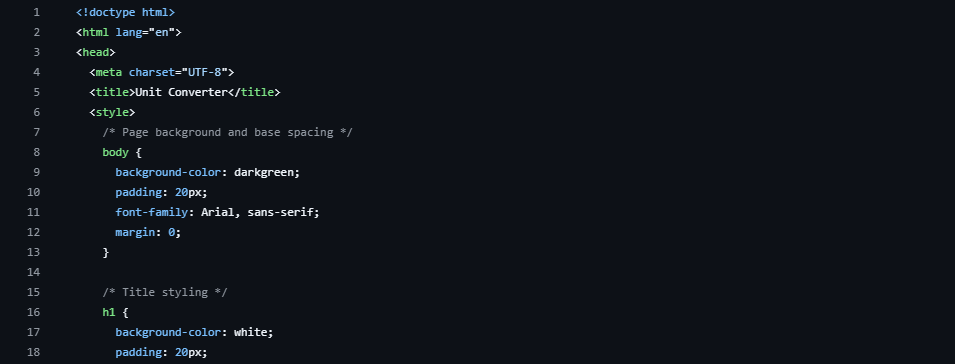 1 <!doctype html>
2 <html lang="en">
3 <head>
4 <meta charset="UTF-8">
5 <title>Unit Converter</title>
6 <style>
7 /* Page background and base spacing */
8 body {
9 background-color: darkgreen;
10 padding: 20px;
11 font-family: Arial, sans-serif;
12 margin: 0;
13 }
14
15 /* Title styling */
16 h1 {
17 background-color: white;
18 padding: 20px;